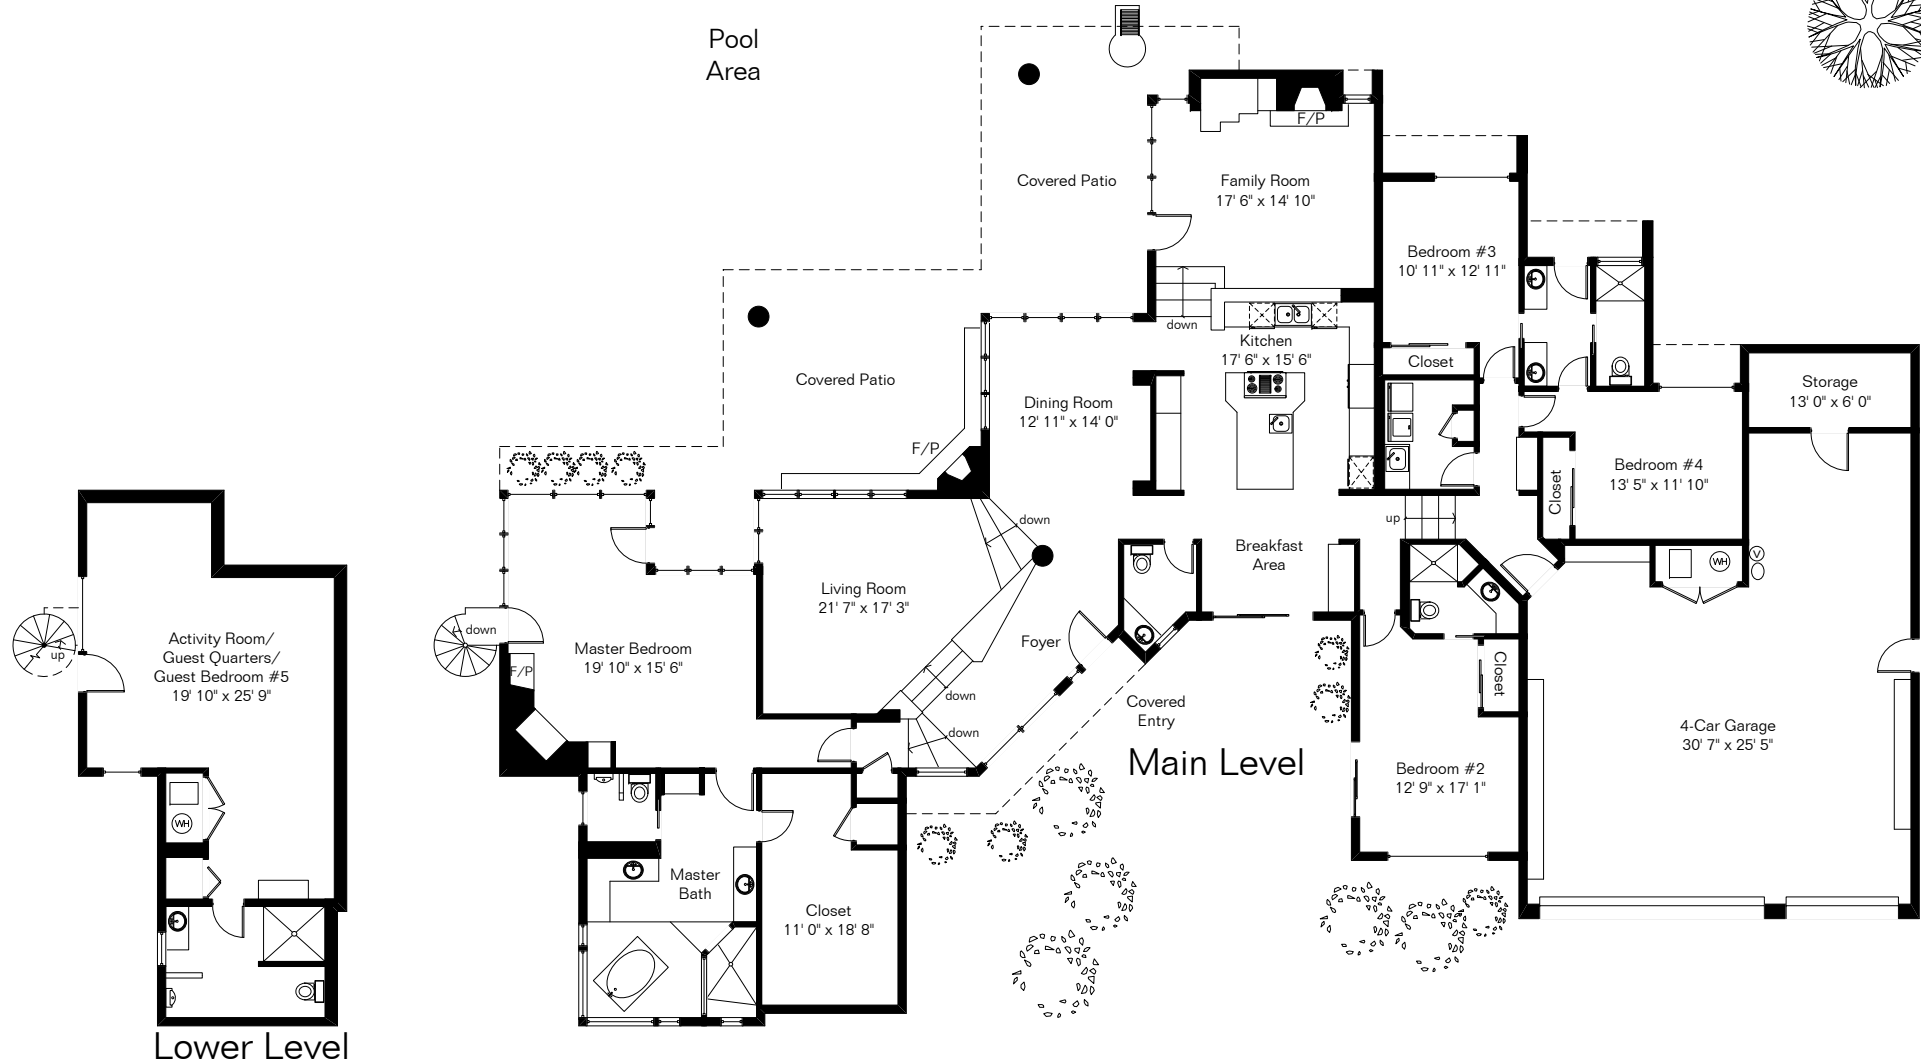 Pool
Area
F/P
Covered Patio
Family Room
17' 6" x 14' 10"
Bedroom #3
10' 11" x 12' 11"
down
Kitchen
17' 6" x 15' 6"
Closet
Covered Patio
Storage
13' 0" x 6' 0"
Dining Room
12' 11" x 14' 0"
F/P
Bedroom #4
13' 5" x 11' 10"
Closet
down
up
Breakfast
Area
V
WH
Living Room
21' 7" x 17' 3"
down
Foyer
Master Bedroom
19' 10" x 15' 6"
F/P
Closet
up
Activity Room/
Guest Quarters/
Guest Bedroom #5
19' 10" x 25' 9"
down
Covered
Entry
down
4-Car Garage
30' 7" x 25' 5"
Main Level
Bedroom #2
12' 9" x 17' 1"
WH
Master
Bath
Closet
11' 0" x 18' 8"
Lower Level